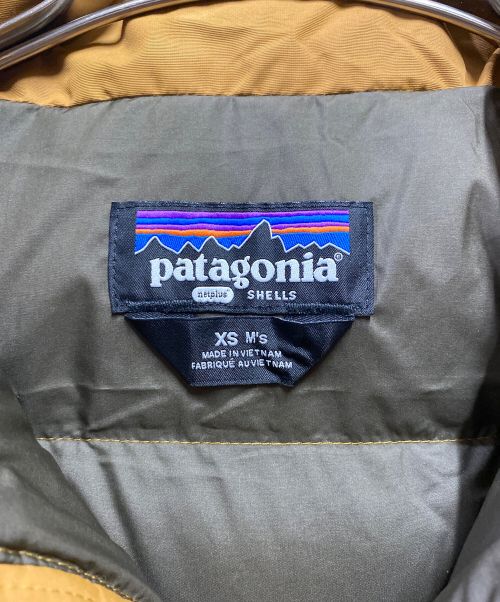 patagonia®
netplus® SHELLS
XS M's
MADE IN VIETNAM
FABRIQUÉ AU VIETNAM